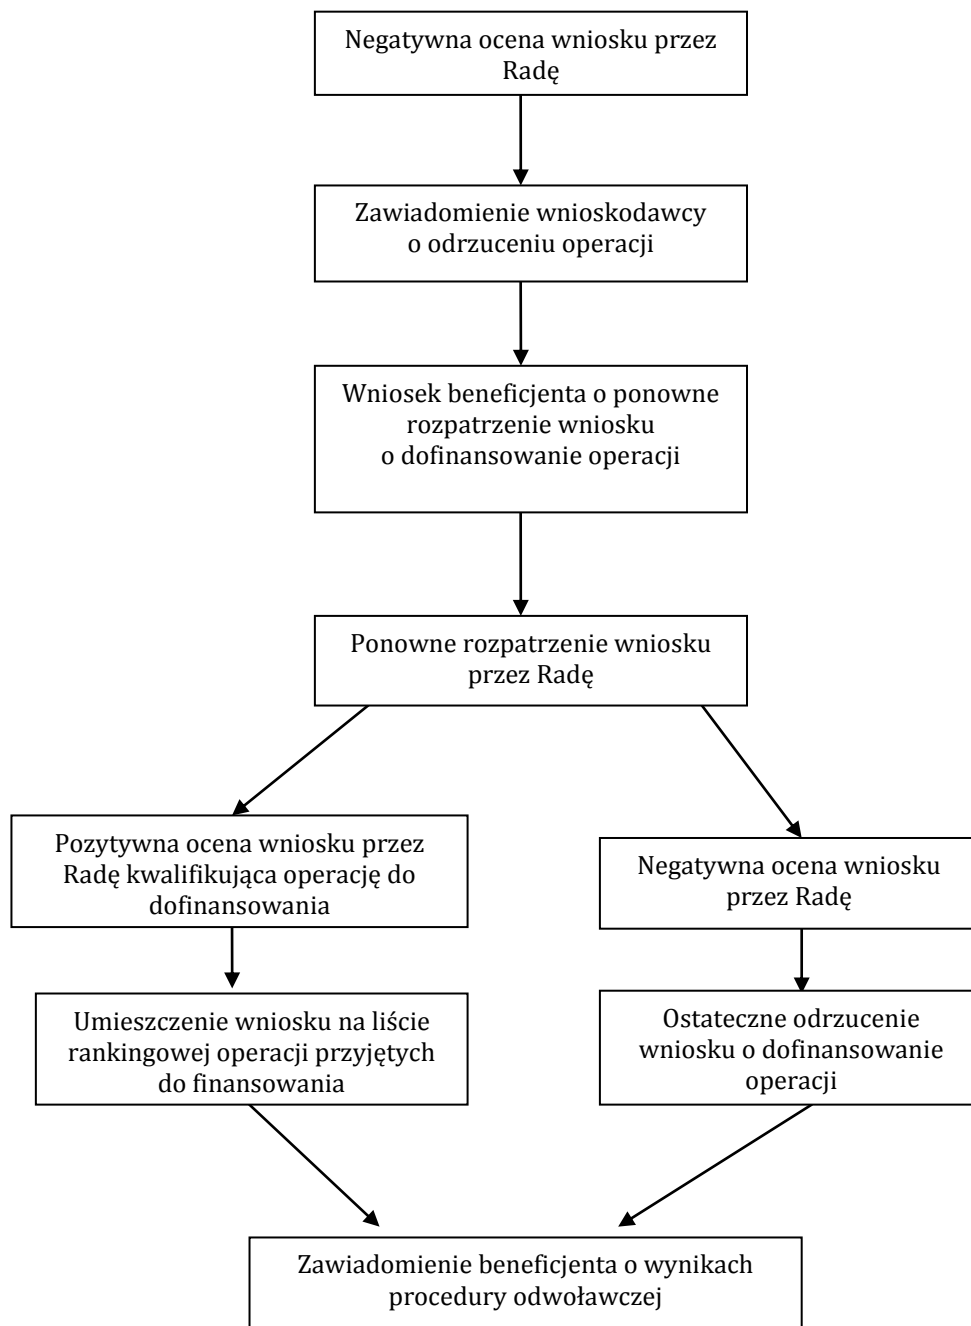 Negatywna ocena wniosku przez
Radę
Zawiadomienie wnioskodawcy
o odrzuceniu operacji
Wniosek beneficjenta o ponowne
rozpatrzenie wniosku
o dofinansowanie operacji
Ponowne rozpatrzenie wniosku
przez Radę
Pozytywna ocena wniosku przez
Radę kwalifikująca operację do
dofinansowania
Negatywna ocena wniosku
przez Radę
Umieszczenie wniosku na liście
rankingowej operacji przyjętych
do finansowania
Ostateczne odrzucenie
wniosku o dofinansowanie
operacji
Zawiadomienie beneficjenta o wynikach
procedury odwoławczej